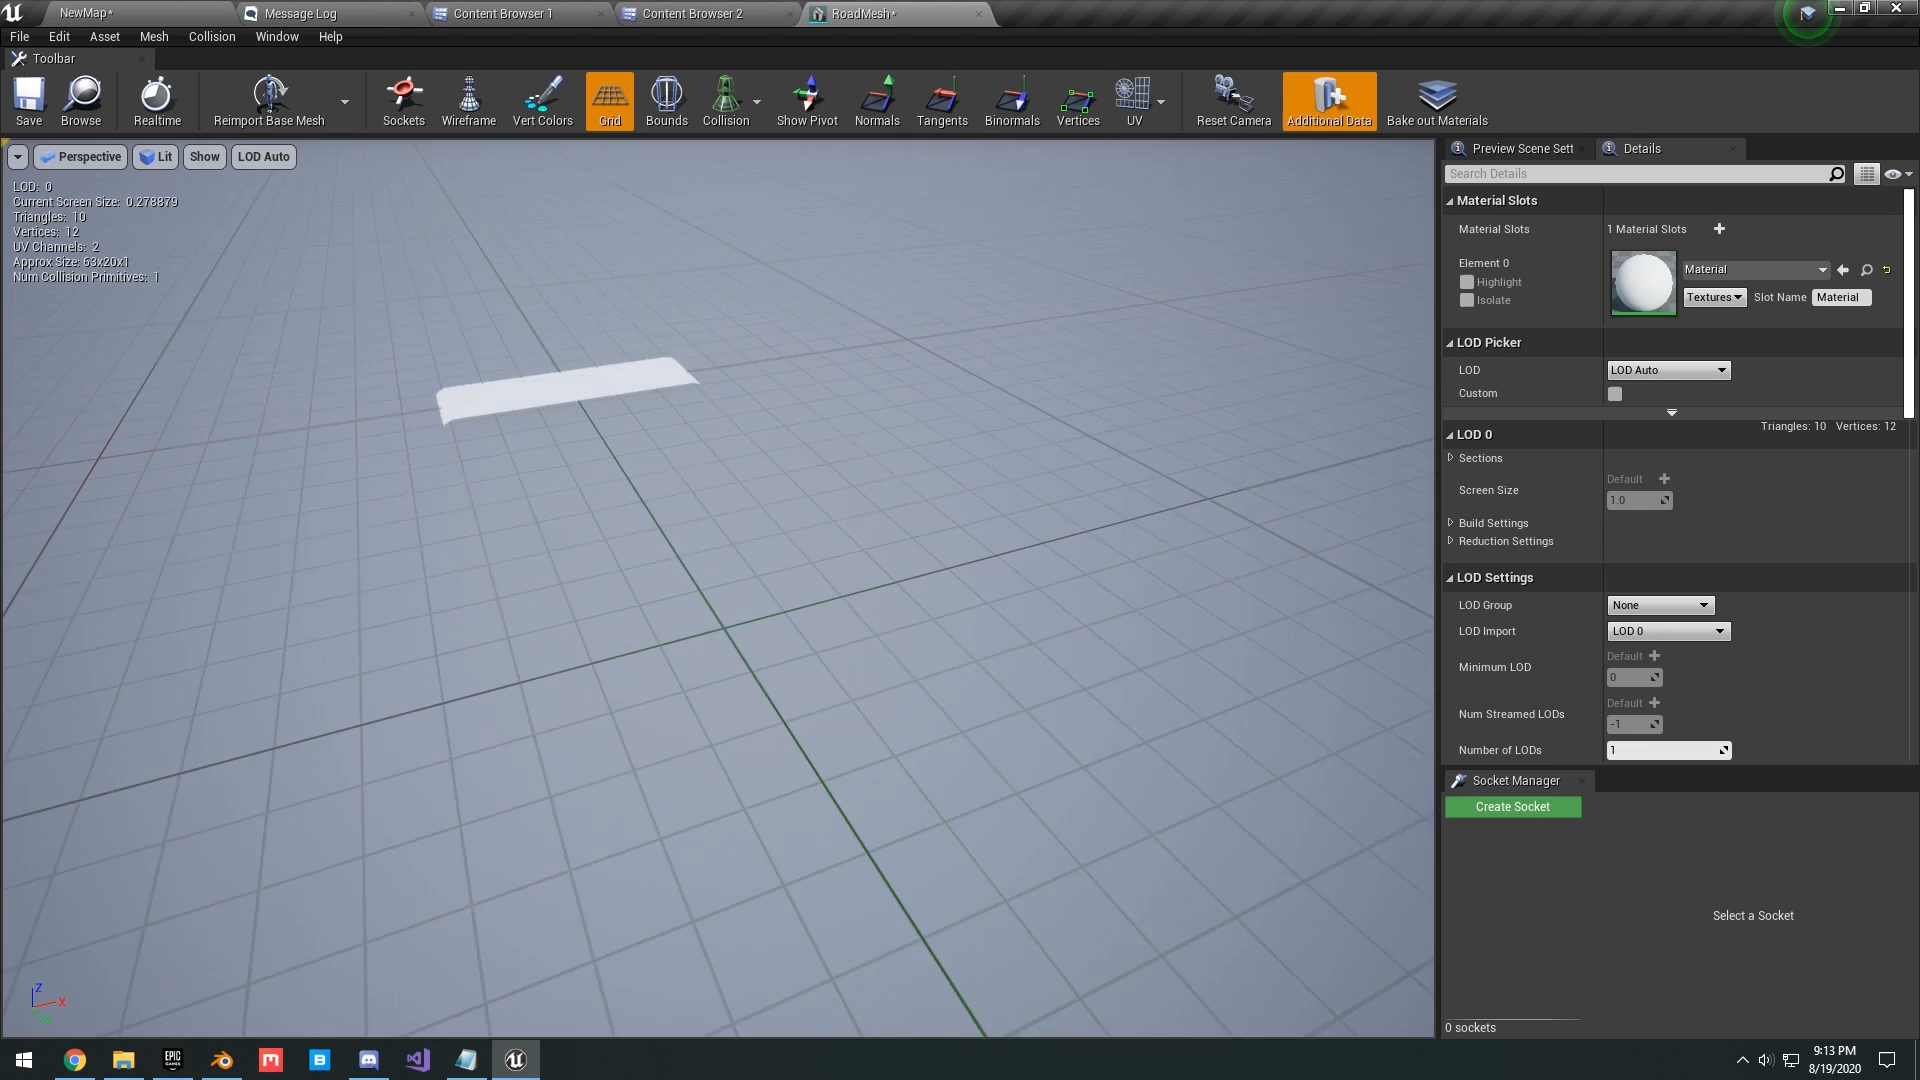 NewMap*
Message Log
Content Browser 1
Content Browser 2
RoadMesh*
File Edit Asset Mesh Collision Window Help
Toolbar
Save Browse Realtime Reimport Base Mesh Sockets Wireframe Vert Colors Grid Bounds Collision Show Pivot Normals Tangents Binormals Vertices UV Reset Camera Additional Data Bake out Materials
Perspective Lit Show LOD Auto
LOD: 0
Current Screen Size: 0.278879
Triangles: 10
Vertices: 12
UV Channels: 2
Approx Size: 63x20x1
Num Collision Primitives: 1
Z
X
Preview Scene Sett
Details
Search Details
Material Slots
Material Slots 1 Material Slots
Element 0
Highlight
Isolate
Material
Textures Slot Name Material
LOD Picker
LOD LOD Auto
Custom
Triangles: 10 Vertices: 12
LOD 0
Sections
Screen Size Default
1.0
Build Settings
Reduction Settings
LOD Settings
LOD Group None
LOD Import LOD 0
Minimum LOD Default
0
Num Streamed LODs Default
-1
Number of LODs 1
Socket Manager
Create Socket
Select a Socket
0 sockets
EPIC
GAMES
M
B
9:13 PM
8/19/2020